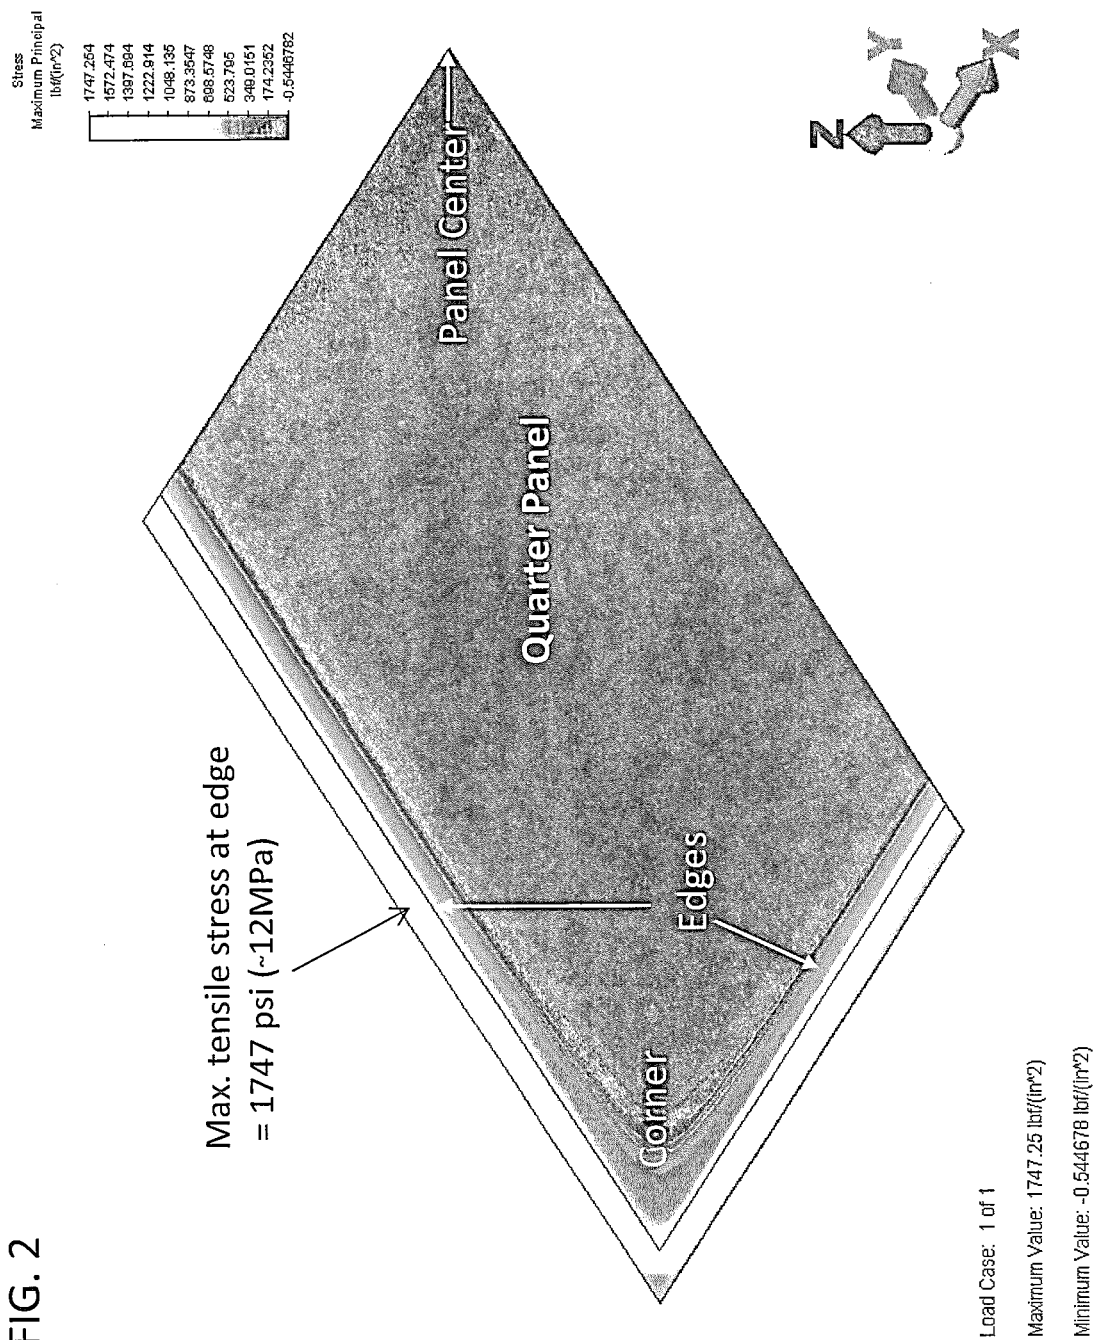 FIG. 2
Max. tensile stress at edge
= 1747 psi (~12MPa)
Stress
Maximum Principal
lbf/(in^2)
1747.254
1572.474
1397.694
1222.914
1048.135
873.3547
698.5748
523.795
349.0151
174.2352
-0.5446782
Panel Center
Quarter Panel
Edges
Corner
Z
Y
X
Load Case: 1 of 1
Maximum Value: 1747.25 lbf/(in^2)
Minimum Value: -0.544678 lbf/(in^2)